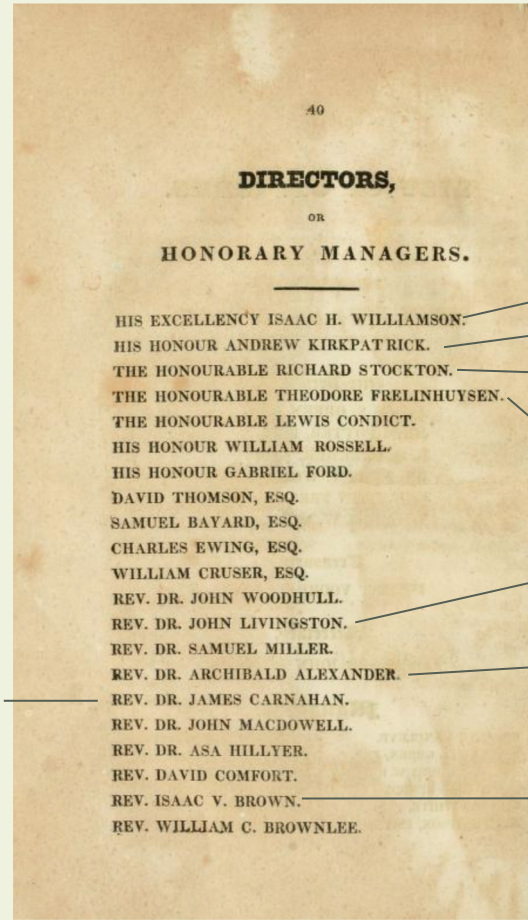 40
DIRECTORS,
OR
HONORARY MANAGERS.
HIS EXCELLENCY ISAAC H. WILLIAMSON.
HIS HONOUR ANDREW KIRKPATRICK.
THE HONOURABLE RICHARD STOCKTON.
THE HONOURABLE THEODORE FRELINHUYSEN.
THE HONOURABLE LEWIS CONDICT.
HIS HONOUR WILLIAM ROSSELL.
HIS HONOUR GABRIEL FORD.
DAVID THOMSON, ESQ.
SAMUEL BAYARD, ESQ.
CHARLES EWING, ESQ.
WILLIAM CRUSER, ESQ.
REV. DR. JOHN WOODHULL.
REV. DR. JOHN LIVINGSTON.
REV. DR. SAMUEL MILLER.
REV. DR. ARCHIBALD ALEXANDER.
REV. DR. JAMES CARNAHAN.
REV. DR. JOHN MACDOWELL.
REV. DR. ASA HILLYER.
REV. DAVID COMFORT.
REV. ISAAC V. BROWN.
REV. WILLIAM C. BROWNLEE.